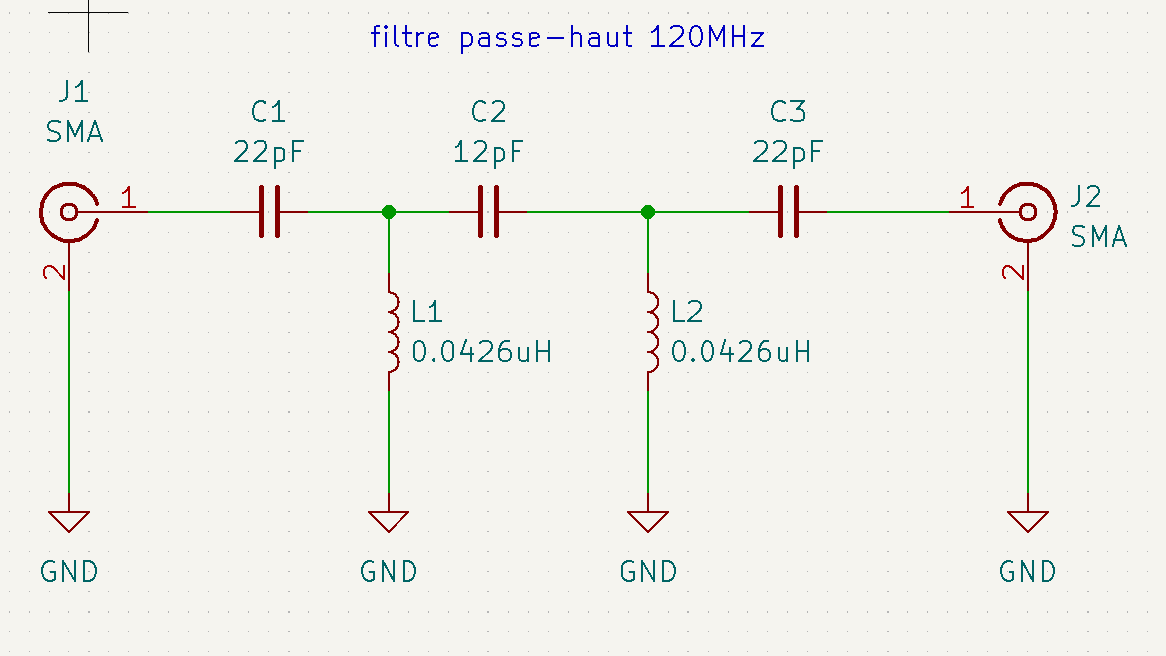 filtre passe-haut 120MHz
J1
SMA
C1
22pF
C2
12pF
C3
22pF
1
1
J2
SMA
2
2
L1
0.0426uH
L2
0.0426uH
GND
GND
GND
GND